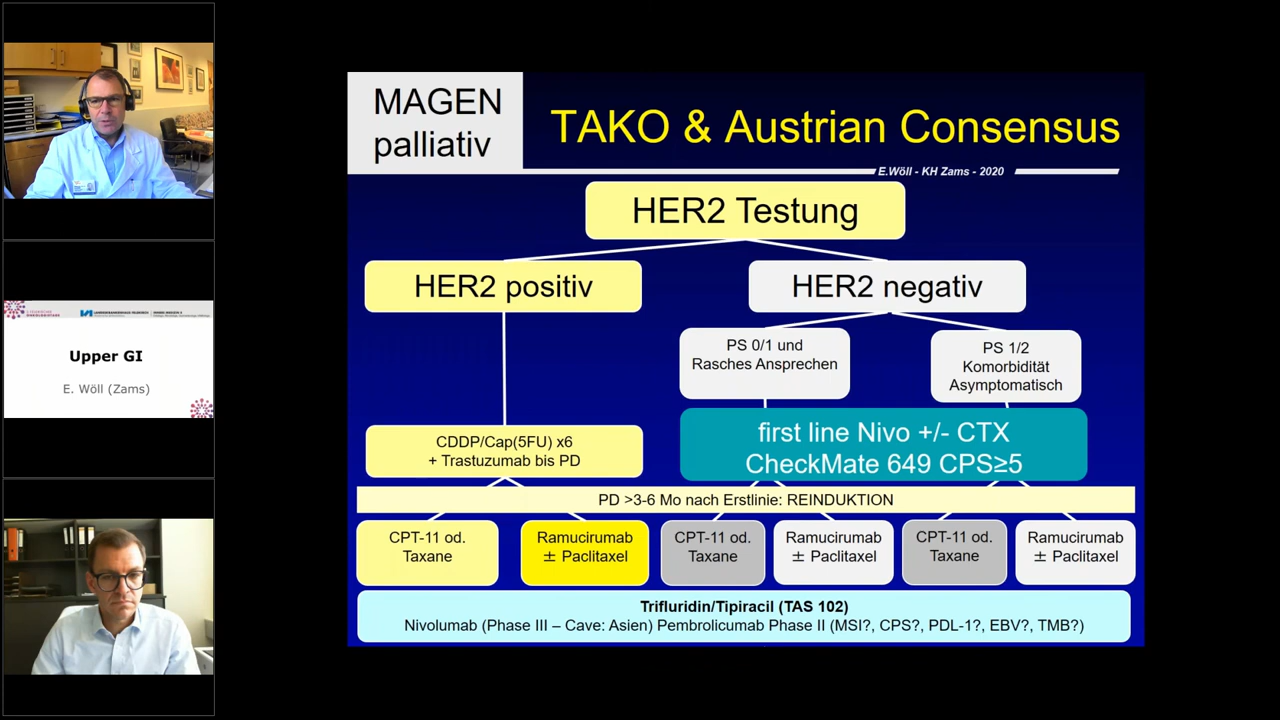 MAGEN
palliativ
TAKO & Austrian Consensus
E.Wöll - KH Zams - 2020
HER2 Testung
HER2 positiv
HER2 negativ
PS 0/1 und
Rasches Ansprechen
PS 1/2
Komorbidität
Asymptomatisch
CDDP/Cap(5FU) x6
+ Trastuzumab bis PD
first line Nivo +/- CTX
CheckMate 649 CPS≥5
PD >3-6 Mo nach Erstlinie: REINDUKTION
CPT-11 od.
Taxane
Ramucirumab
± Paclitaxel
CPT-11 od.
Taxane
Ramucirumab
± Paclitaxel
CPT-11 od.
Taxane
Ramucirumab
± Paclitaxel
Trifluridin/Tipiracil (TAS 102)
Nivolumab (Phase III – Cave: Asien) Pembrolicumab Phase II (MSI?, CPS?, PDL-1?, EBV?, TMB?)
Upper GI
E. Wöll (Zams)